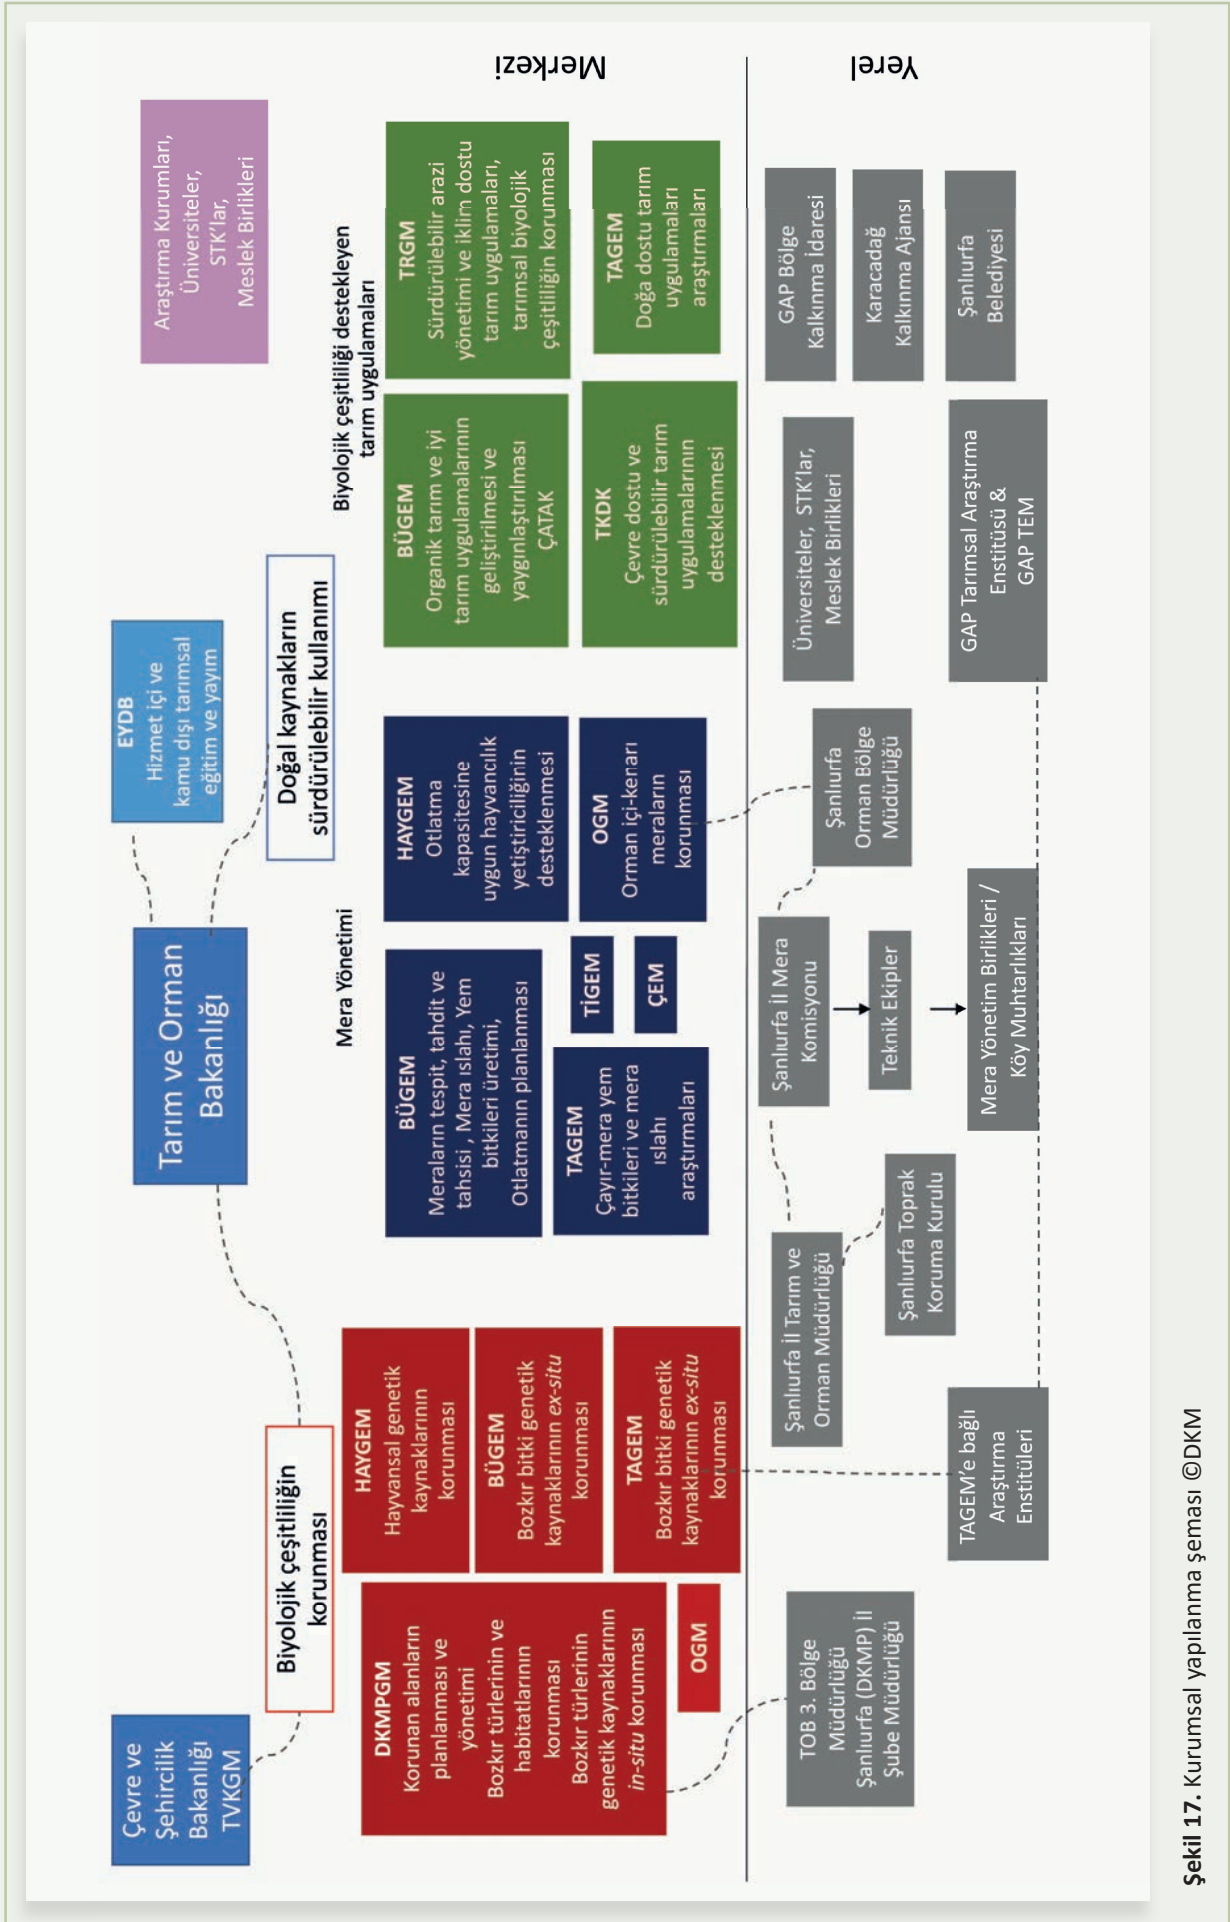 Çevre ve
Şehircilik
Bakanlığı
TVKGM
Tarım ve Orman
Bakanlığı
EYDB
Hizmet içi ve
kamu dışı tarımsal
eğitim ve yayım
Araştırma Kurumları,
Üniversiteler,
STK'lar,
Meslek Birlikleri
Biyolojik çeşitliliğin
korunması
Doğal kaynakların
sürdürülebilir kullanımı
Mera Yönetimi
Biyolojik çeşitliliği destekleyen
tarım uygulamaları
DKMPGM
Korunan alanların
planlanması ve
yönetimi
Bozkır türlerinin ve
habitatlarının
korunması
Bozkır türlerinin
genetik kaynaklarının
in-situ korunması
OGM
HAYGEM
Hayvansal genetik
kaynaklarının
korunması
BÜGEM
Bozkır bitki genetik
kaynaklarının ex-situ
korunması
TAGEM
Bozkır bitki genetik
kaynaklarının ex-situ
korunması
BÜGEM
Meraların tespit, tahdit ve
tahsisi , Mera ıslahı, Yem
bitkileri üretimi,
Otlatmanın planlanması
TAGEM
Çayır-mera yem
bitkileri ve mera
ıslahı
araştırmaları
TİGEM
ÇEM
HAYGEM
Otlatma
kapasitesine
uygun hayvancılık
yetiştiriciliğinin
desteklenmesi
OGM
Orman içi-kenarı
meraların
korunması
BÜGEM
Organik tarım ve iyi
tarım uygulamalarının
geliştirilmesi ve
yaygınlaştırılması
ÇATAK
TKDK
Çevre dostu ve
sürdürülebilir tarım
uygulamalarının
desteklenmesi
TRGM
Sürdürülebilir arazi
yönetimi ve iklim dostu
tarım uygulamaları,
tarımsal biyolojik
çeşitliliğin korunması
TAGEM
Doğa dostu tarım
uygulamaları
araştırmaları
Merkezi
Yerel
TOB 3. Bölge
Müdürlüğü
Şanlıurfa (DKMP) İl
Şube Müdürlüğü
TAGEM'e bağlı
Araştırma
Enstitüleri
Şanlıurfa İl Tarım ve
Orman Müdürlüğü
Şanlıurfa Toprak
Koruma Kurulu
Şanlıurfa İl Mera
Komisyonu
Teknik Ekipler
Mera Yönetim Birlikleri /
Köy Muhtarlıkları
Şanlıurfa
Orman Bölge
Müdürlüğü
Üniversiteler, STK'lar,
Meslek Birlikleri
GAP Tarımsal Araştırma
Enstitüsü &
GAP TEM
GAP Bölge
Kalkınma İdaresi
Karacadağ
Kalkınma Ajansı
Şanlıurfa
Belediyesi
Şekil 17. Kurumsal yapılanma şeması ©DKM